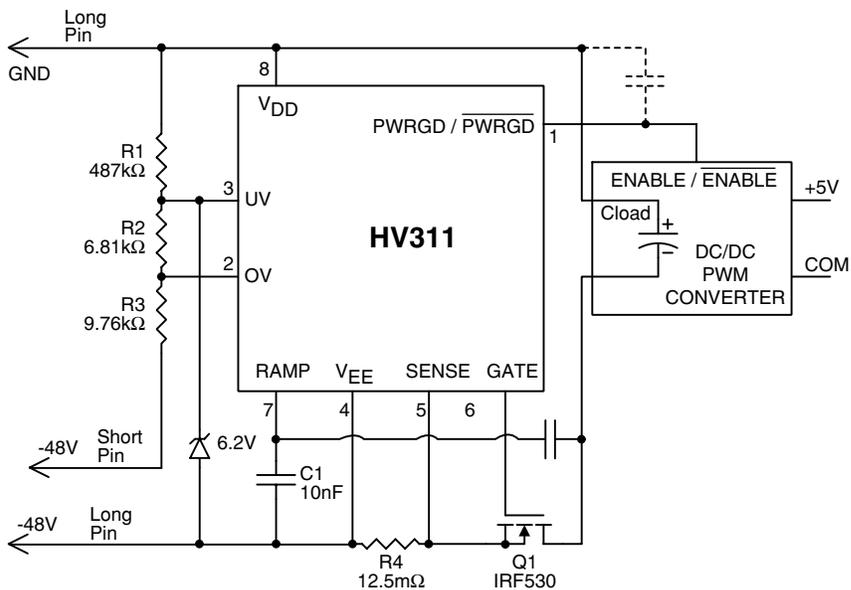 Long
Pin
GND
8
VDD
PWRGD / PWRGD
1
R1
487kΩ
3
UV
ENABLE / ENABLE
+5V
Cload
+
R2
6.81kΩ
HV311
–
DC/DC
PWM
CONVERTER
COM
2
OV
R3
9.76kΩ
RAMP
VEE
SENSE
GATE
7
4
5
6
-48V
Short
Pin
6.2V
C1
10nF
-48V
Long
Pin
R4
12.5mΩ
Q1
IRF530